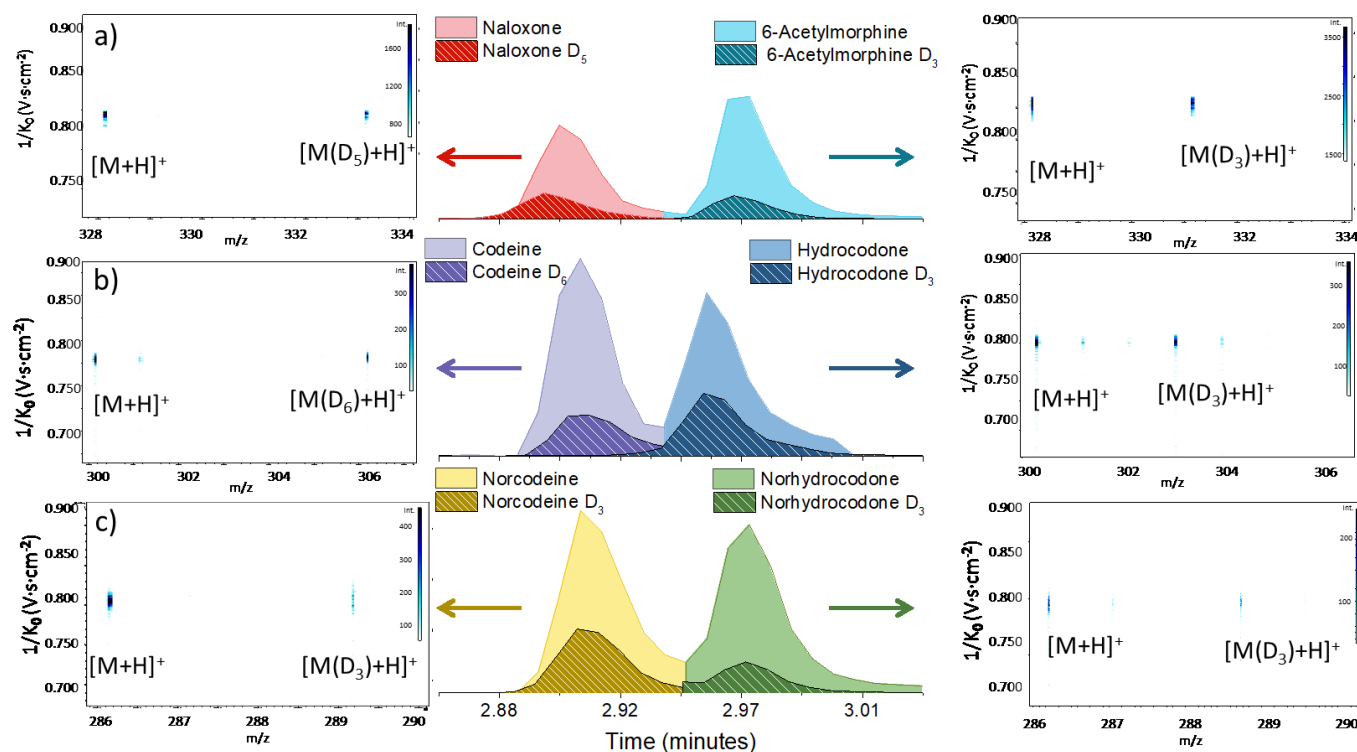 a)
1/K0 (V·s·cm-2)
0.900
0.850
0.800
0.750
Int.
1600
1200
800
[M+H]+
[M(D5)+H]+
328
330
332
334
m/z
Naloxone
Naloxone D5
6-Acetylmorphine
6-Acetylmorphine D3
1/K0 (V·s·cm-2)
0.900
0.850
0.800
0.750
Int.
3500
2500
1500
[M+H]+
[M(D3)+H]+
328
330
332
334
m/z
b)
1/K0 (V·s·cm-2)
0.900
0.850
0.800
0.750
0.700
Int.
300
200
100
[M+H]+
[M(D6)+H]+
300
302
304
306
m/z
Codeine
Codeine D6
Hydrocodone
Hydrocodone D3
1/K0 (V·s·cm-2)
0.900
0.850
0.800
0.750
0.700
Int.
300
200
100
[M+H]+
[M(D3)+H]+
300
302
304
306
m/z
c)
1/K0 (V·s·cm-2)
0.900
0.850
0.800
0.750
0.700
Int.
400
300
200
100
[M+H]+
[M(D3)+H]+
286
287
288
289
290
m/z
Norcodeine
Norcodeine D3
Norhydrocodone
Norhydrocodone D3
2.88
2.92
2.97
3.01
Time (minutes)
1/K0 (V·s·cm-2)
0.900
0.850
0.800
0.750
0.700
Int.
200
100
[M+H]+
[M(D3)+H]+
286
287
288
289
290
m/z